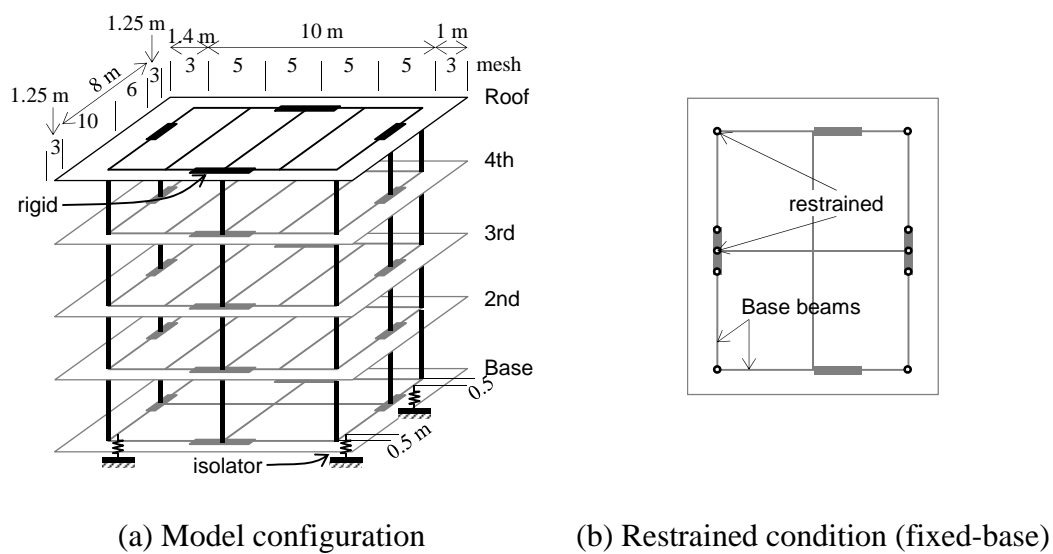 1.25 m
1.4 m
10 m
1 m
3
5
5
5
5
3
mesh
8 m
3
6
10
3
1.25 m
Roof
4th
rigid
3rd
2nd
Base
0.5
0.5 m
isolator
restrained
Base beams
(a) Model configuration
(b) Restrained condition (fixed-base)